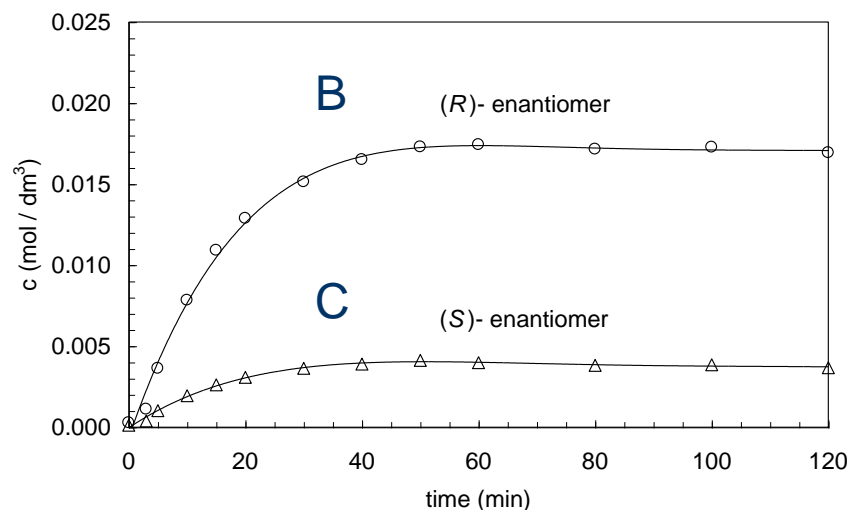 0.025
B
(R)- enantiomer
0.020
0.015
c (mol / dm³)
0.010
C
(S)- enantiomer
0.005
0.000
0 20 40 60 80 100 120
time (min)